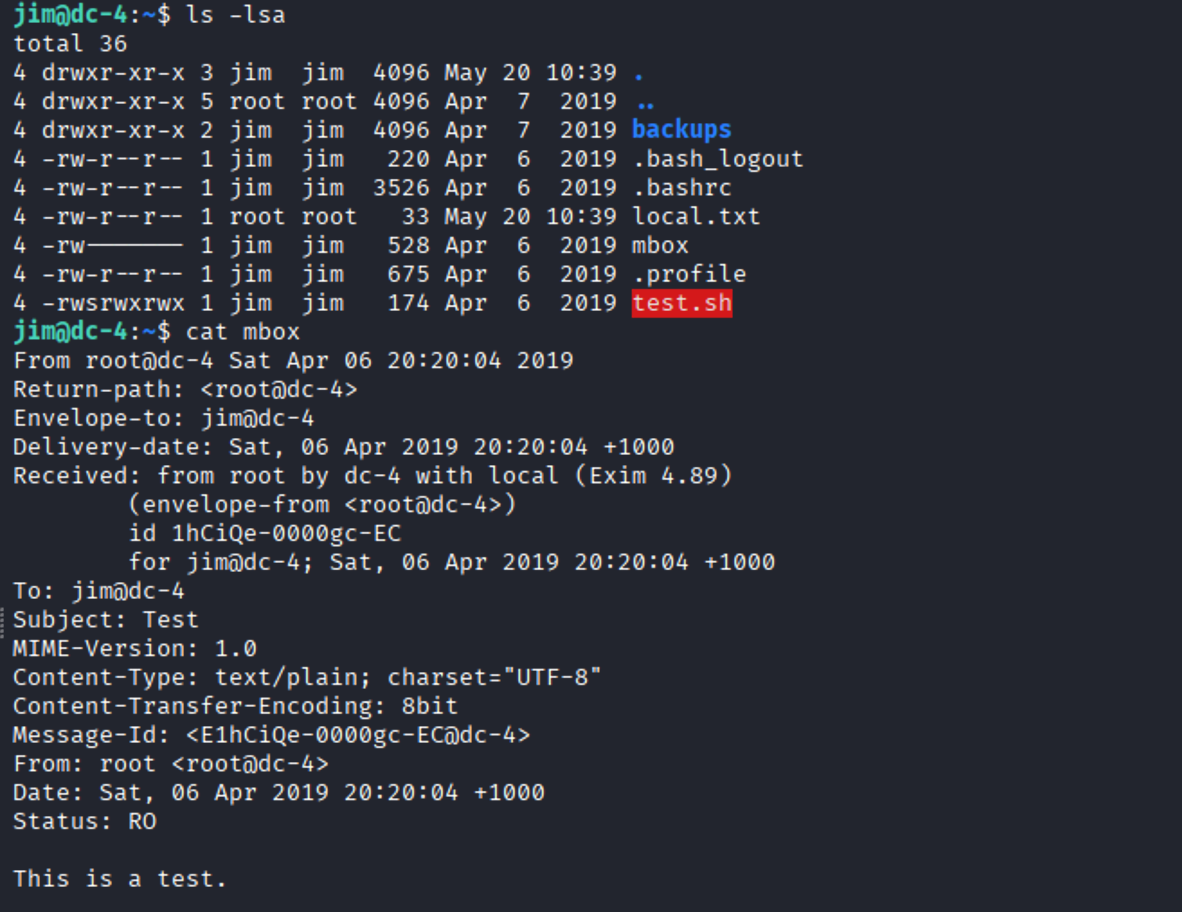 jim@dc-4:~$ ls -lsa
total 36
4 drwxr-xr-x 3 jim  jim  4096 May 20 10:39 .
4 drwxr-xr-x 5 root root 4096 Apr  7  2019 ..
4 drwxr-xr-x 2 jim  jim  4096 Apr  7  2019 backups
4 -rw-r--r-- 1 jim  jim   220 Apr  6  2019 .bash_logout
4 -rw-r--r-- 1 jim  jim  3526 Apr  6  2019 .bashrc
4 -rw-r--r-- 1 root root   33 May 20 10:39 local.txt
4 -rw------- 1 jim  jim   528 Apr  6  2019 mbox
4 -rw-r--r-- 1 jim  jim   675 Apr  6  2019 .profile
4 -rwsrwxrwx 1 jim  jim   174 Apr  6  2019 test.sh
jim@dc-4:~$ cat mbox
From root@dc-4 Sat Apr 06 20:20:04 2019
Return-path: <root@dc-4>
Envelope-to: jim@dc-4
Delivery-date: Sat, 06 Apr 2019 20:20:04 +1000
Received: from root by dc-4 with local (Exim 4.89)
        (envelope-from <root@dc-4>)
        id 1hCiQe-0000gc-EC
        for jim@dc-4; Sat, 06 Apr 2019 20:20:04 +1000
To: jim@dc-4
Subject: Test
MIME-Version: 1.0
Content-Type: text/plain; charset="UTF-8"
Content-Transfer-Encoding: 8bit
Message-Id: <E1hCiQe-0000gc-EC@dc-4>
From: root <root@dc-4>
Date: Sat, 06 Apr 2019 20:20:04 +1000
Status: RO

This is a test.